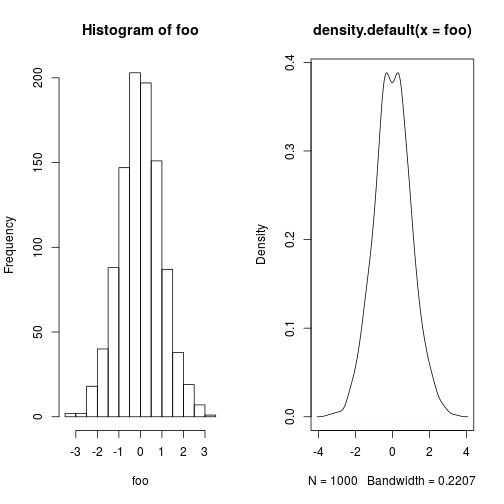 Histogram of foo
Frequency
200
150
100
50
0
-3 -2 -1 0 1 2 3
foo
density.default(x = foo)
Density
0.4
0.3
0.2
0.1
0.0
-4 -2 0 2 4
N = 1000 Bandwidth = 0.2207